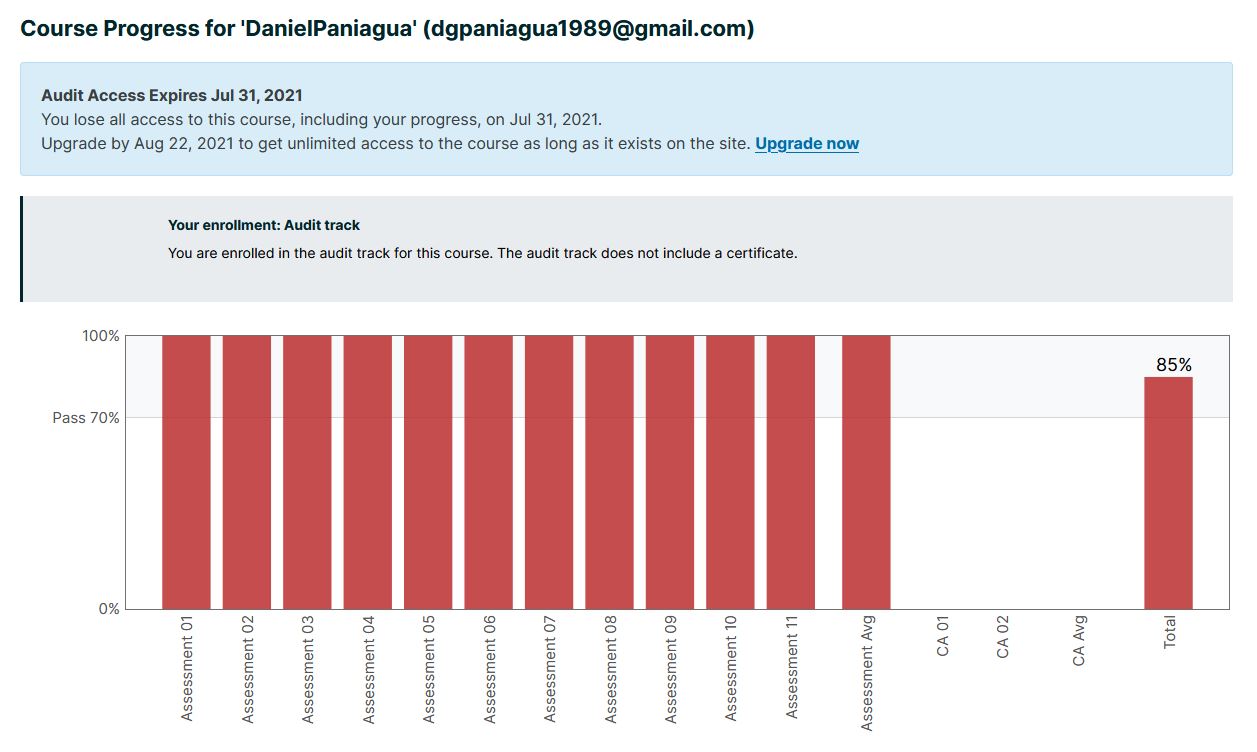 Course Progress for 'DanielPaniagua' (dgpaniagua1989@gmail.com)
Audit Access Expires Jul 31, 2021
You lose all access to this course, including your progress, on Jul 31, 2021.
Upgrade by Aug 22, 2021 to get unlimited access to the course as long as it exists on the site. Upgrade now
Your enrollment: Audit track
You are enrolled in the audit track for this course. The audit track does not include a certificate.
100%
85%
Pass 70%
0%
Assessment 01
Assessment 02
Assessment 03
Assessment 04
Assessment 05
Assessment 06
Assessment 07
Assessment 08
Assessment 09
Assessment 10
Assessment 11
Assessment Avg
CA 01
CA 02
CA Avg
Total